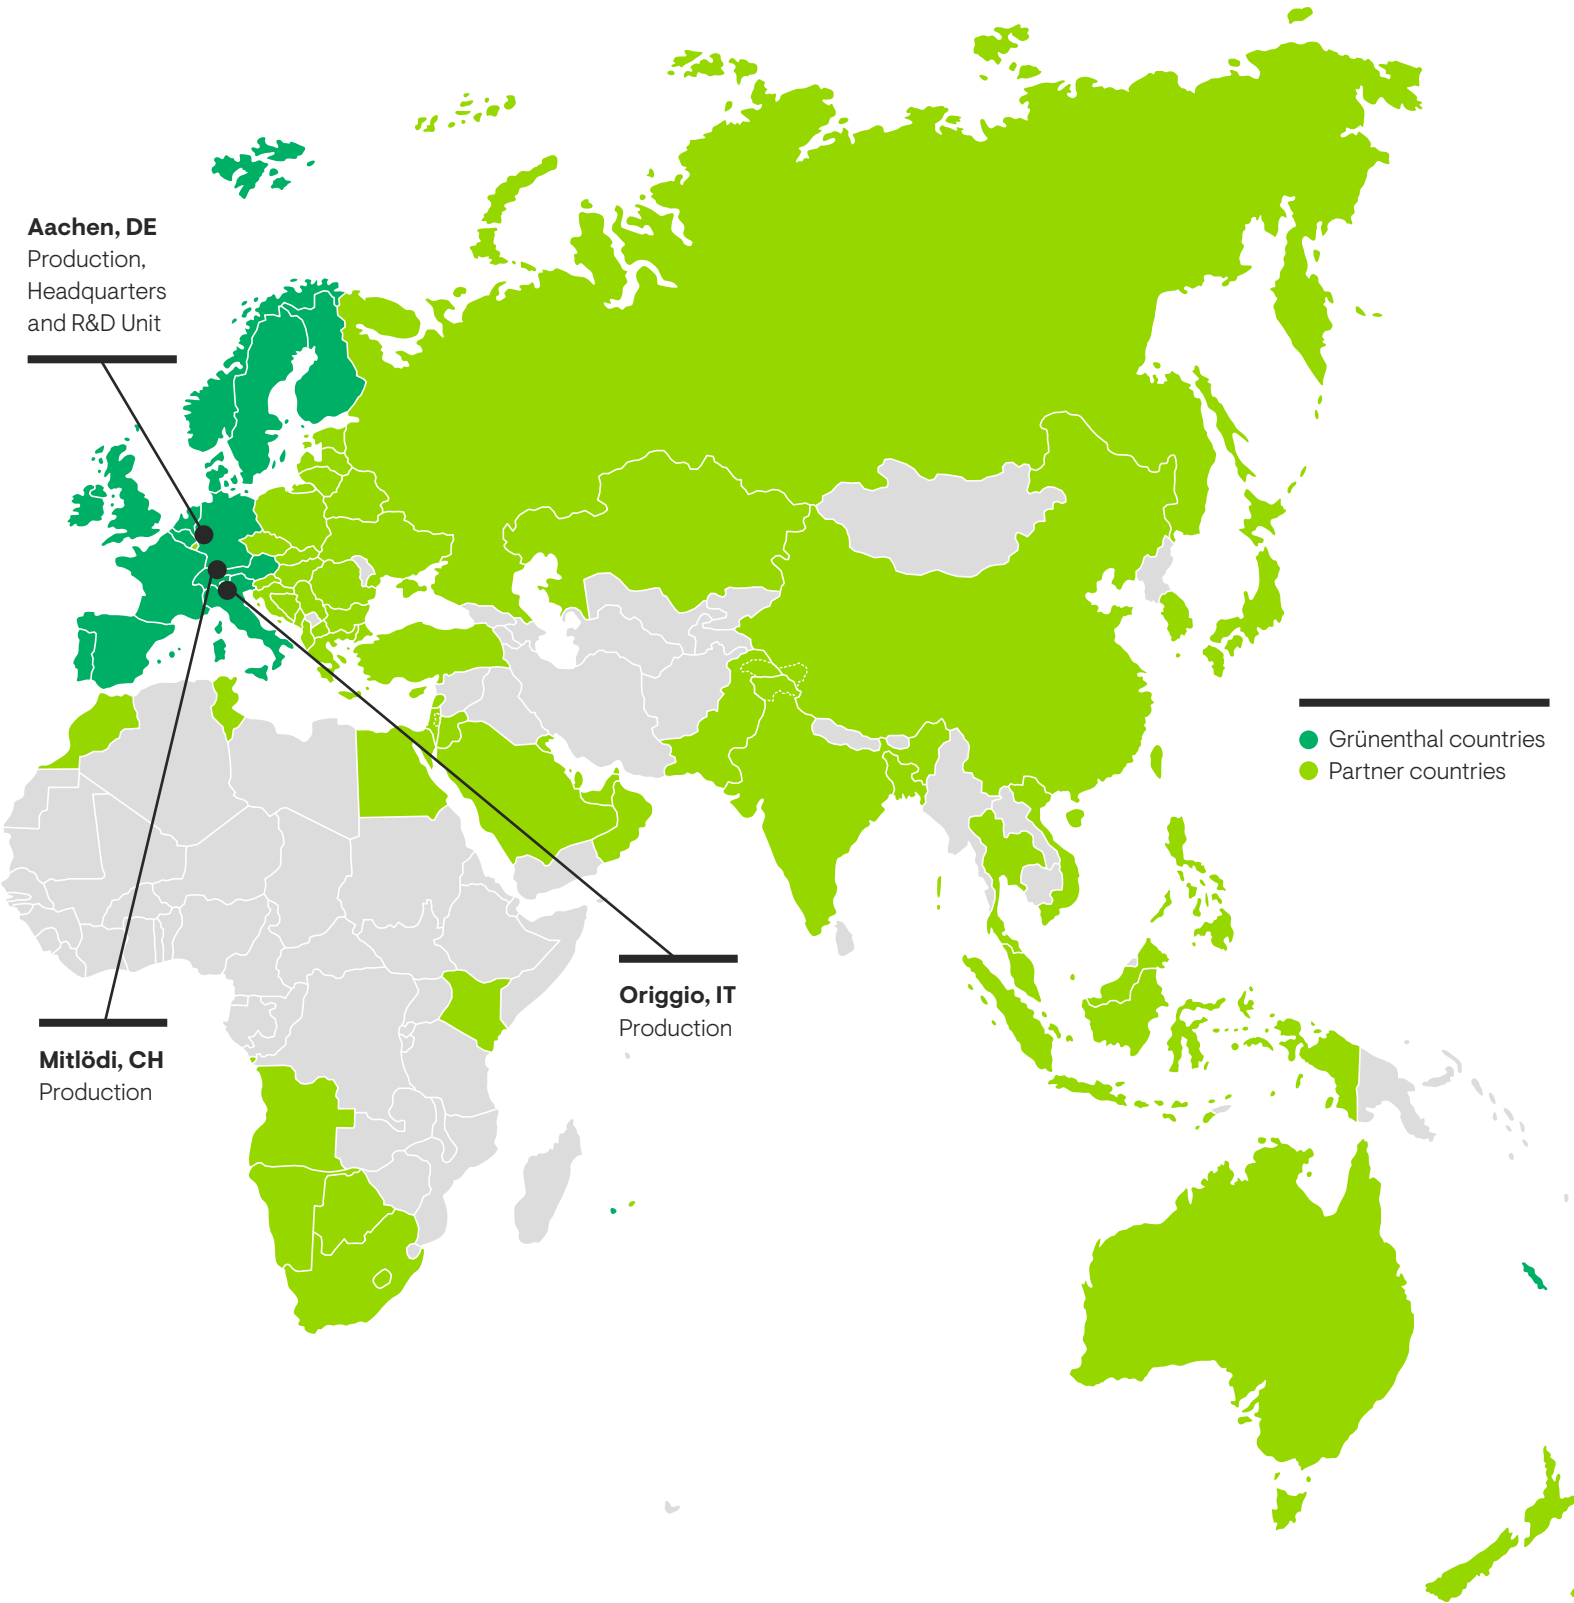 Aachen, DE
Production,
Headquarters
and R&D Unit
Grünenthal countries
Partner countries
Origgio, IT
Production
Mitlödi, CH
Production